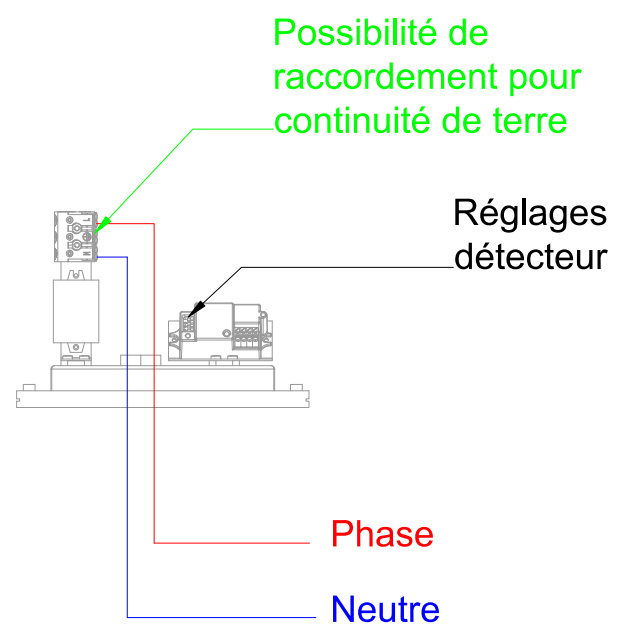 Possibilité de
raccordement pour
continuité de terre
Réglages
détecteur
Phase
Neutre